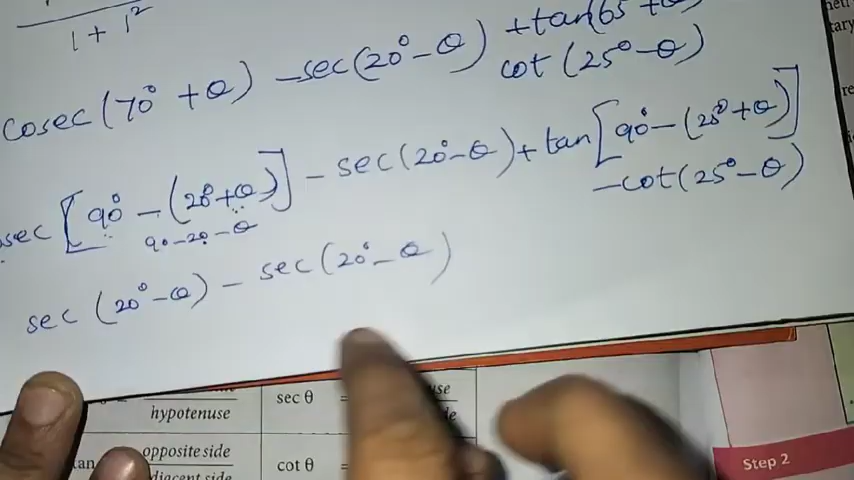 1 + 1²
cosec (70° + θ) – sec (20° – θ) + tan (65
cot (25° – θ)
sec [90° – (20° + θ)] – sec (20° – θ) + tan [90° – (25° + θ)]
90 – 20 – θ
– cot (25° – θ)
sec (20° – θ) – sec (20° – θ)
hypotenuse
sec θ =
tan
opposite side
cot θ =
Step 2